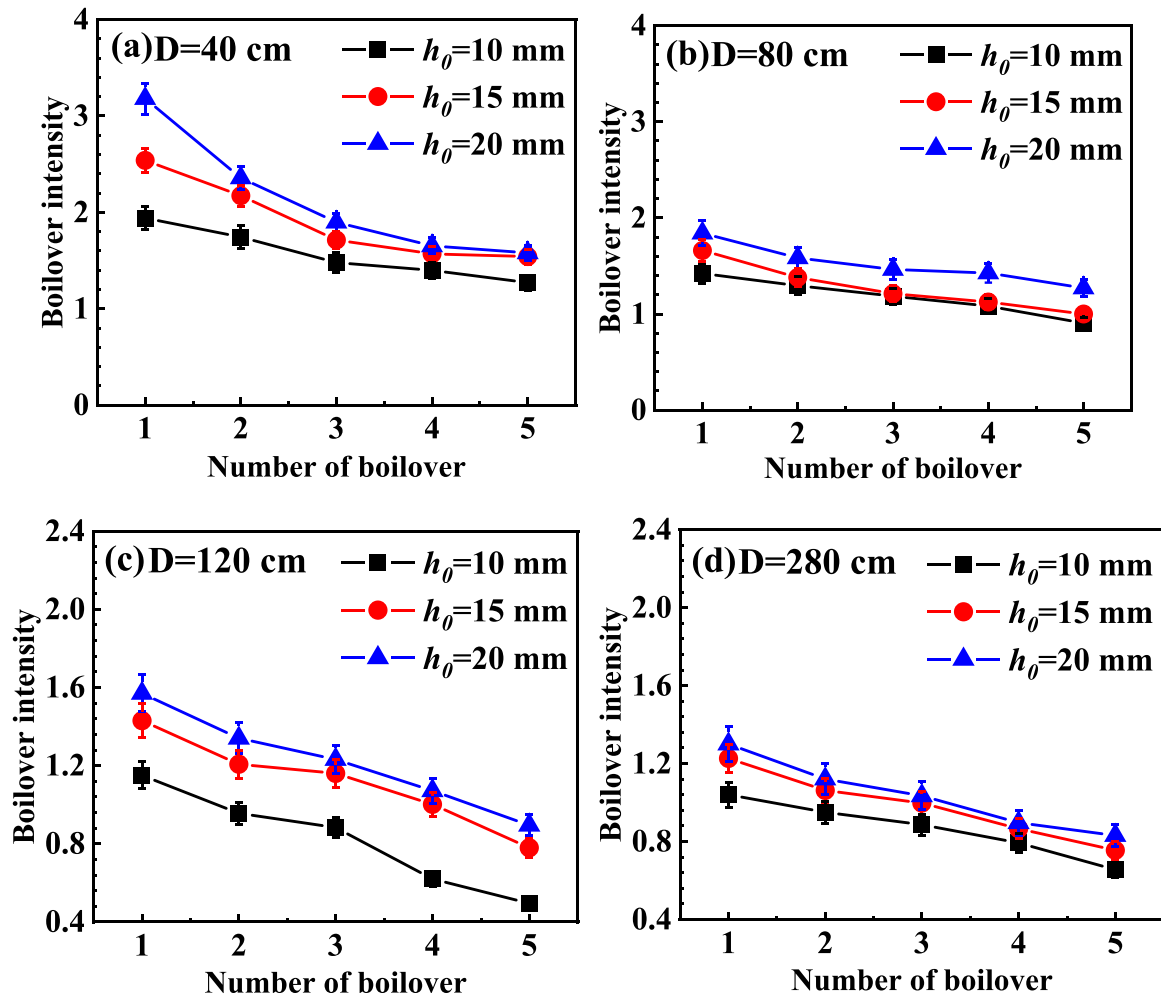 (a) D=40 cm
h0=10 mm
h0=15 mm
h0=20 mm
4
3
2
1
0
Boilover intensity
1 2 3 4 5
Number of boilover
(b) D=80 cm
h0=10 mm
h0=15 mm
h0=20 mm
4
3
2
1
0
Boilover intensity
1 2 3 4 5
Number of boilover
(c) D=120 cm
h0=10 mm
h0=15 mm
h0=20 mm
2.4
2.0
1.6
1.2
0.8
0.4
Boilover intensity
1 2 3 4 5
Number of boilover
(d) D=280 cm
h0=10 mm
h0=15 mm
h0=20 mm
2.4
2.0
1.6
1.2
0.8
0.4
Boilover intensity
1 2 3 4 5
Number of boilover